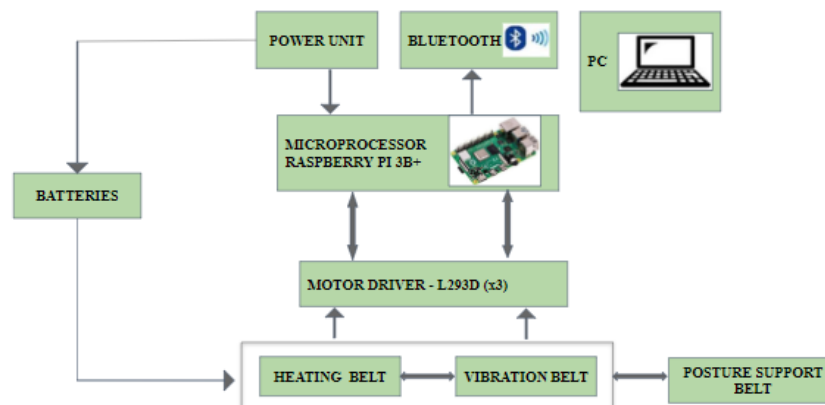 POWER UNIT
BLUETOOTH
PC
MICROPROCESSOR
RASPBERRY PI 3B+
BATTERIES
MOTOR DRIVER - L293D (x3)
HEATING BELT
VIBRATION BELT
POSTURE SUPPORT
BELT